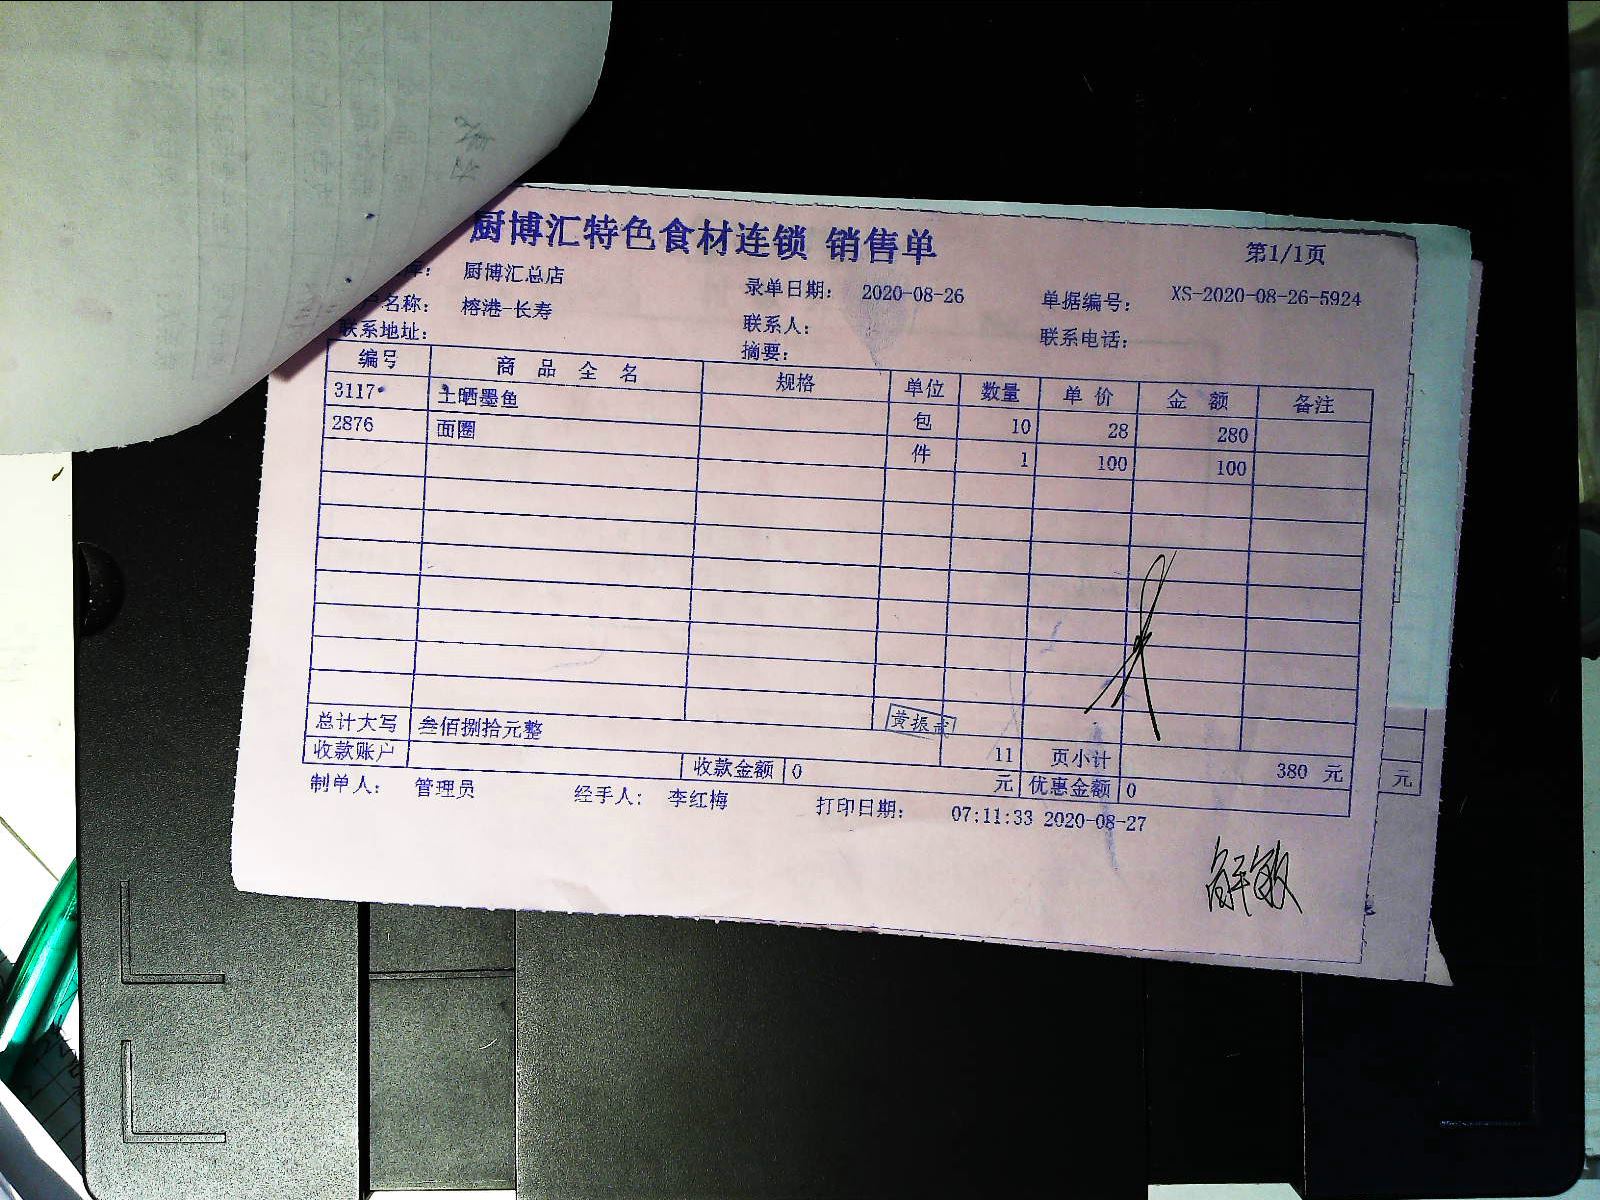 厨博汇特色食材连锁 销售单 第1/1页
库: 厨博汇总店 录单日期: 2020-08-26 单据编号: XS-2020-08-26-5924
名称: 榕港-长寿 联系人: 联系电话:
联系地址: 摘要:
编号 商品全名 规格 单位 数量 单价 金额 备注
3117 土晒墨鱼 包 10 28 280
2876 面圈 件 1 100 100
总计大写 叁佰捌拾元整 11 页小计 380 元
黄振武
收款账户 收款金额 0 元 优惠金额 0
制单人: 管理员 经手人: 李红梅 打印日期: 07:11:33 2020-08-27
元